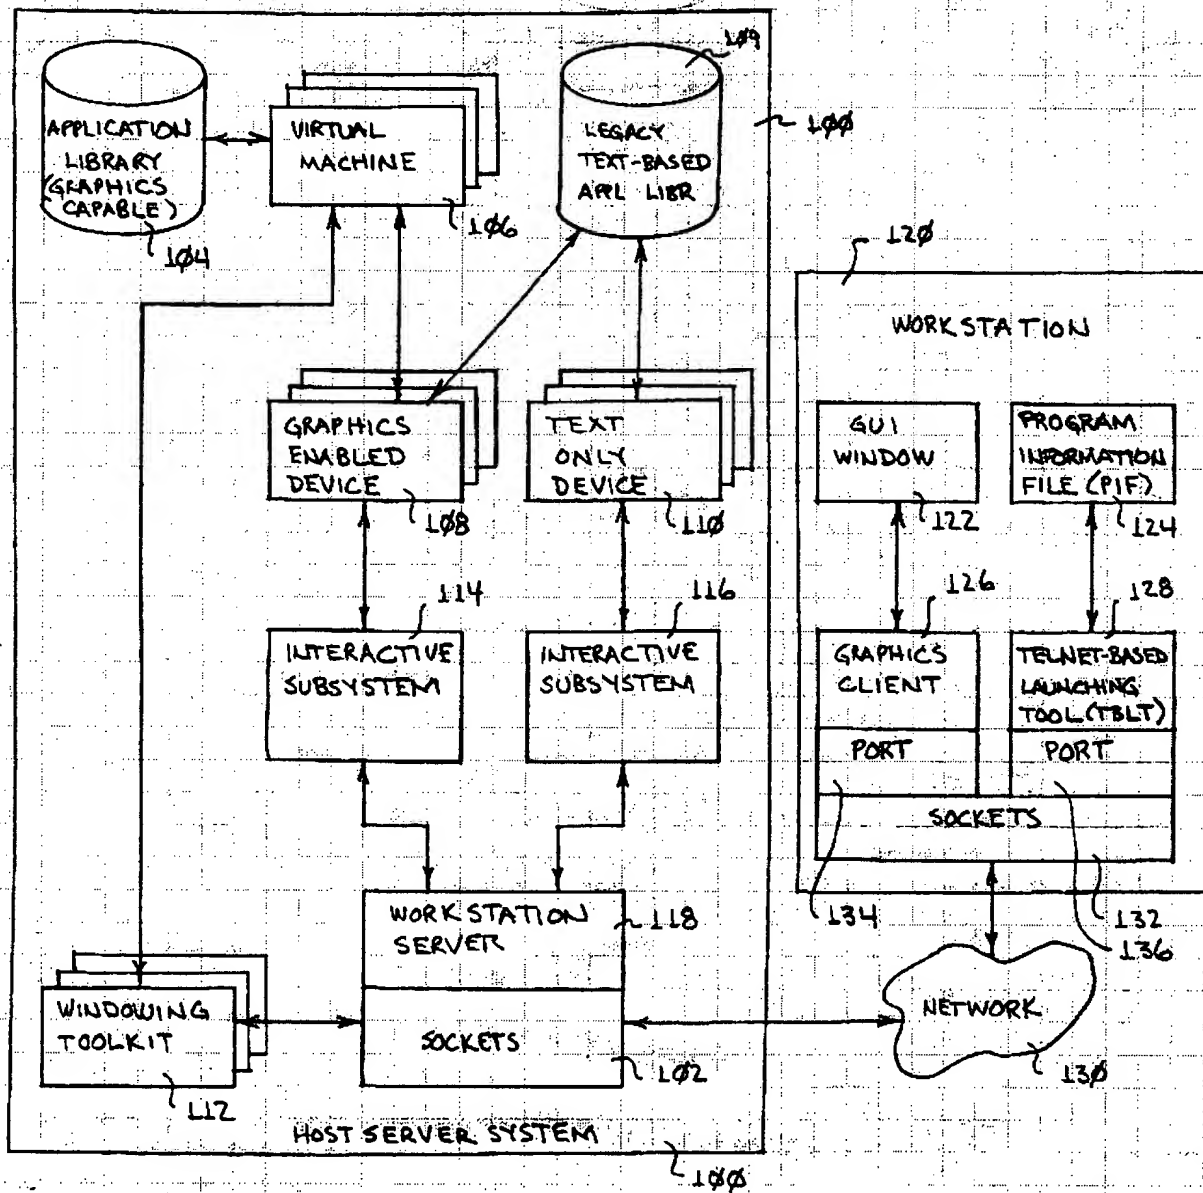 109
APPLICATION
LIBRARY
(GRAPHICS
CAPABLE)
104
VIRTUAL
MACHINE
106
LEGACY
TEXT-BASED
APPL LIBR
100
120
WORKSTATION
GRAPHICS
ENABLED
DEVICE
108
TEXT
ONLY
DEVICE
110
GUI
WINDOW
122
PROGRAM
INFORMATION
FILE (PIF)
124
114
INTERACTIVE
SUBSYSTEM
116
INTERACTIVE
SUBSYSTEM
126
GRAPHICS
CLIENT
PORT
128
TELNET-BASED
LAUNCHING
TOOL (TBLT)
PORT
SOCKETS
134
132
136
WORKSTATION
SERVER
118
SOCKETS
102
WINDOWING
TOOLKIT
112
NETWORK
130
HOST SERVER SYSTEM
100